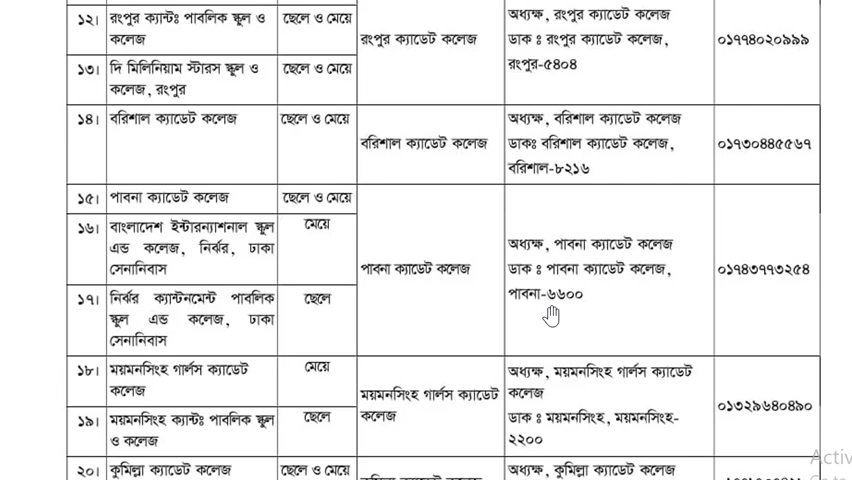 ১২।
রংপুর ক্যান্টঃ পাবলিক স্কুল ও
কলেজ
ছেলে ও মেয়ে
রংপুর ক্যাডেট কলেজ
অধ্যক্ষ, রংপুর ক্যাডেট কলেজ
ডাক ঃ রংপুর ক্যাডেট কলেজ,
রংপুর-৫৪০৪
০১৭৭৪০২০৯৯৯
১৩।
দি মিলিনিয়াম স্টারস স্কুল ও
কলেজ, রংপুর
ছেলে ও মেয়ে
১৪।
বরিশাল ক্যাডেট কলেজ
ছেলে ও মেয়ে
বরিশাল ক্যাডেট কলেজ
অধ্যক্ষ, বরিশাল ক্যাডেট কলেজ
ডাকঃ বরিশাল ক্যাডেট কলেজ,
বরিশাল-৮২১৬
০১৭৩০৪৪৫৫৬৭
১৫।
পাবনা ক্যাডেট কলেজ
ছেলে ও মেয়ে
১৬।
বাংলাদেশ ইন্টারন্যাশনাল স্কুল
এন্ড কলেজ, নির্ঝর, ঢাকা
সেনানিবাস
মেয়ে
পাবনা ক্যাডেট কলেজ
অধ্যক্ষ, পাবনা ক্যাডেট কলেজ
ডাক ঃ পাবনা ক্যাডেট কলেজ,
পাবনা-৬৬০০
০১৭৪৩৭৭৩২৫৪
১৭।
নির্ঝর ক্যান্টনমেন্ট পাবলিক
স্কুল এন্ড কলেজ, ঢাকা
সেনানিবাস
ছেলে
১৮।
ময়মনসিংহ গার্লস ক্যাডেট
কলেজ
মেয়ে
ময়মনসিংহ গার্লস ক্যাডেট
কলেজ
অধ্যক্ষ, ময়মনসিংহ গার্লস ক্যাডেট
কলেজ
ডাক ঃ ময়মনসিংহ, ময়মনসিংহ-
২২০০
০১৩২৯৬৪০৪৯০
১৯।
ময়মনসিংহ ক্যান্টঃ পাবলিক স্কুল
ও কলেজ
ছেলে
২০।
কুমিল্লা ক্যাডেট কলেজ
ছেলে ও মেয়ে
অধ্যক্ষ, কুমিল্লা ক্যাডেট কলেজ